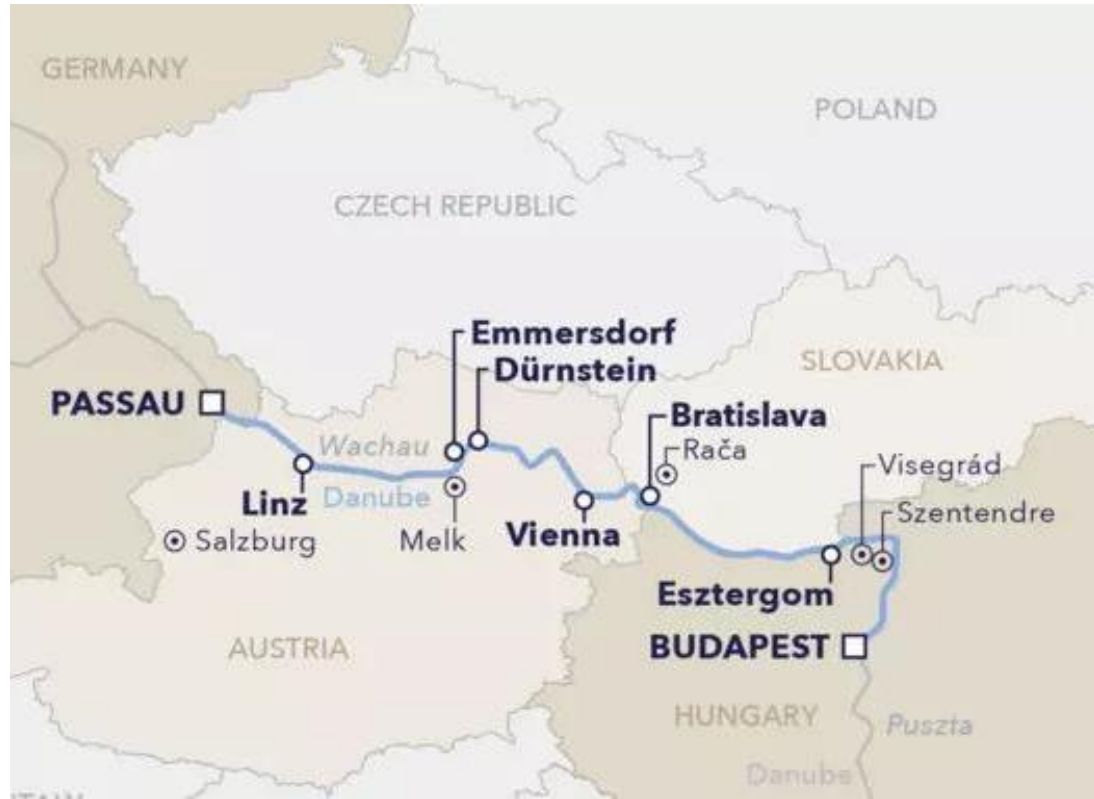 GERMANY
POLAND
CZECH REPUBLIC
Emmersdorf
SLOVAKIA
Dürnstein
PASSAU
Bratislava
Wachau
Rača
Visegrád
Linz
Danube
Szentendre
Salzburg
Melk
Vienna
Esztergom
AUSTRIA
BUDAPEST
HUNGARY
Puszta
Danube